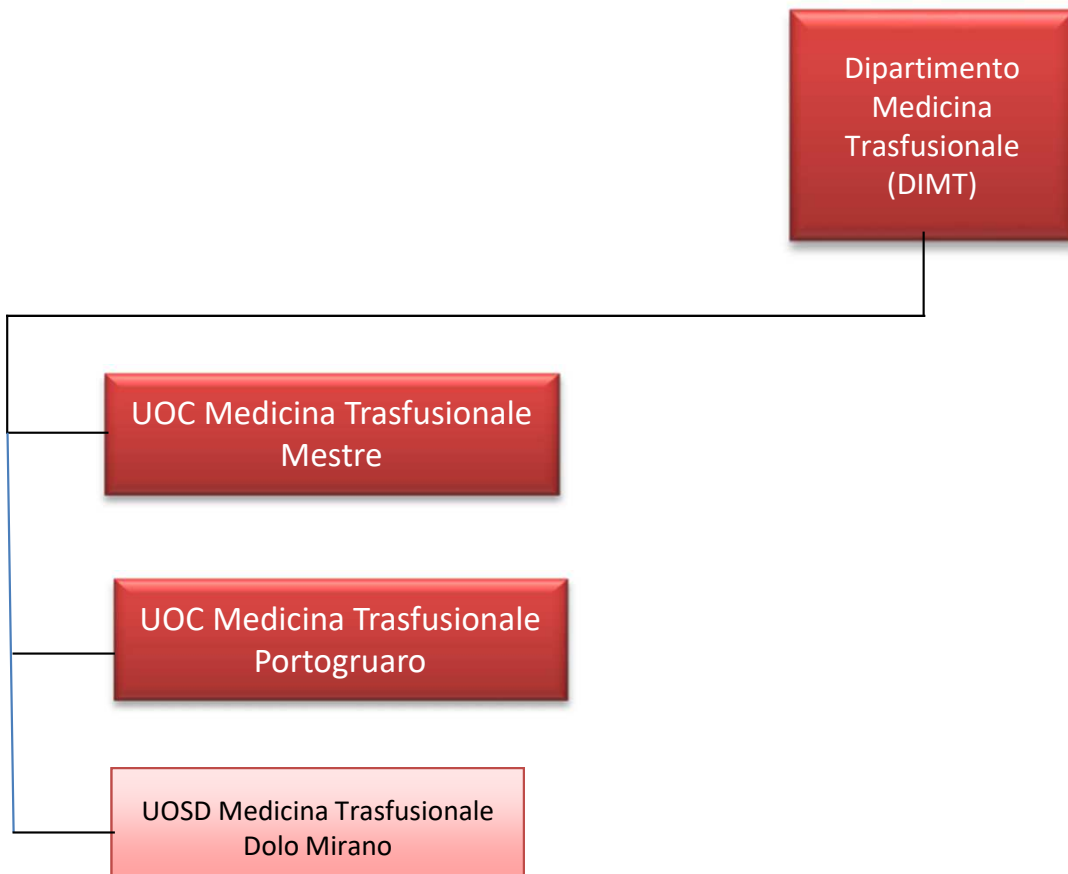 Dipartimento
Medicina
Trasfusionale
(DIMT)
UOC Medicina Trasfusionale
Mestre
UOC Medicina Trasfusionale
Portogruaro
UOSD Medicina Trasfusionale
Dolo Mirano